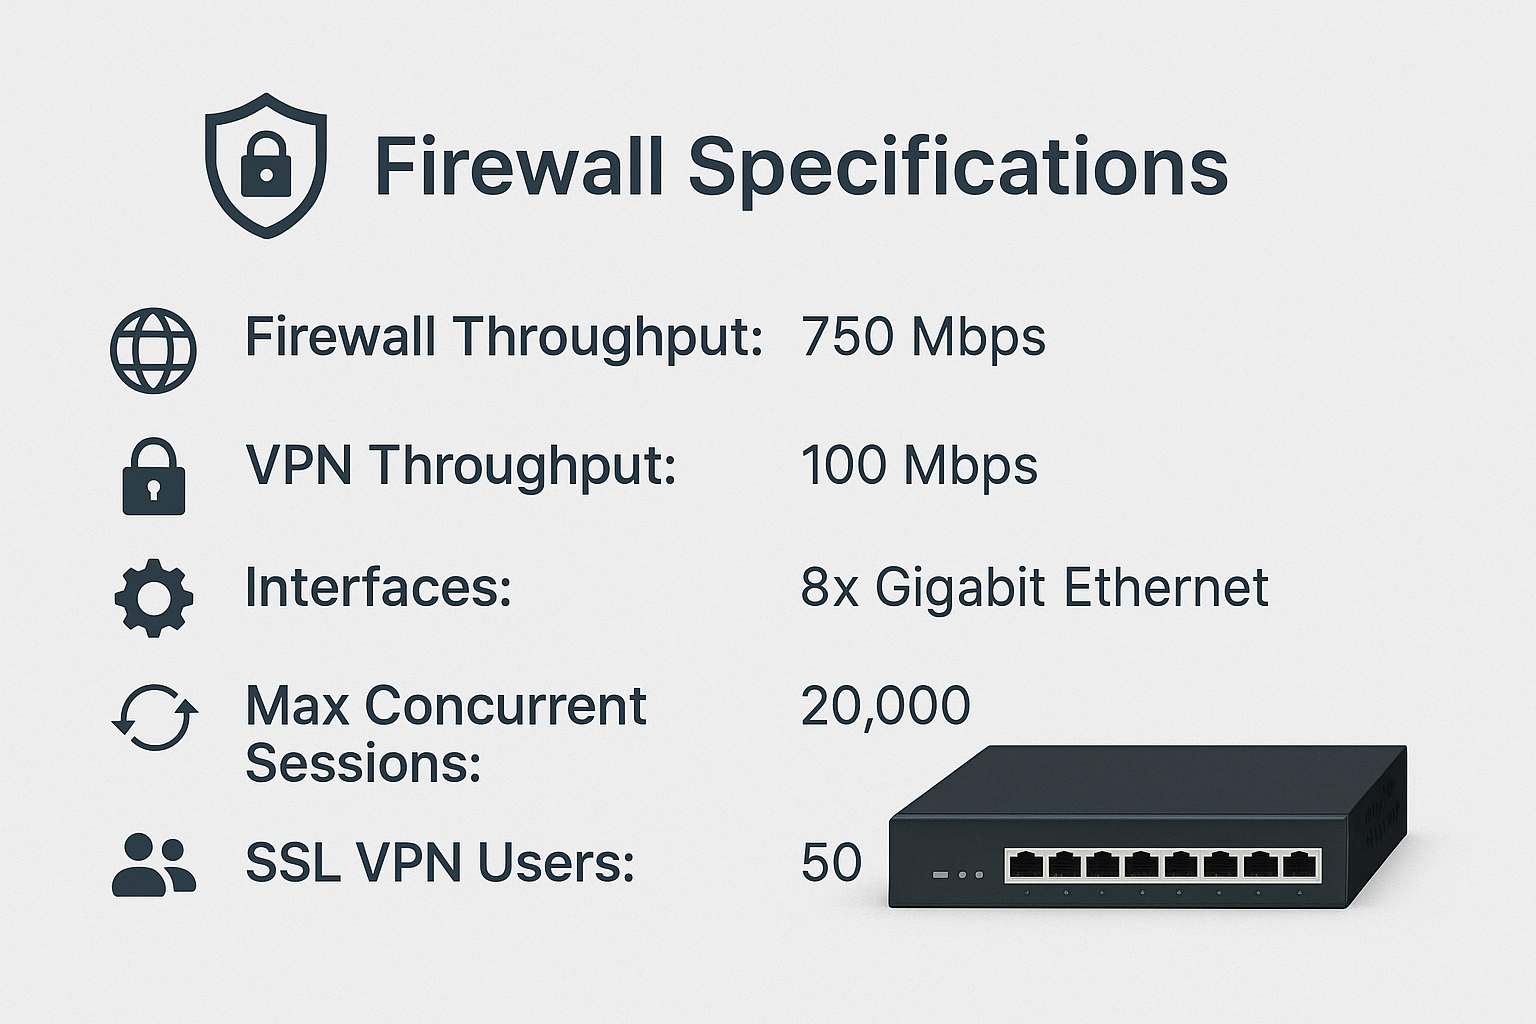 Firewall Specifications
Firewall Throughput: 750 Mbps
VPN Throughput: 100 Mbps
Interfaces: 8x Gigabit Ethernet
Max Concurrent 20,000
Sessions:
SSL VPN Users: 50